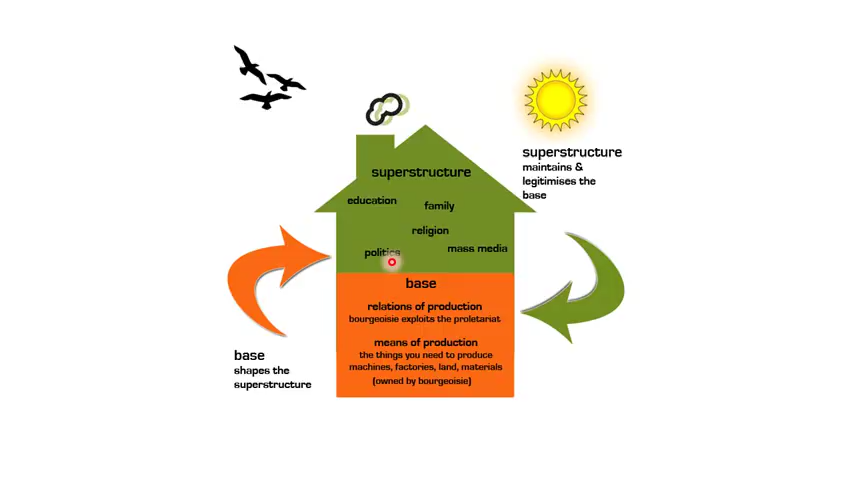 superstructure
education
family
religion
politics
mass media
base
relations of production
bourgeoisie exploits the proletariat
means of production
the things you need to produce
machines, factories, land, materials
(owned by bourgeoisie)
superstructure
maintains &
legitimises the
base
base
shapes the
superstructure